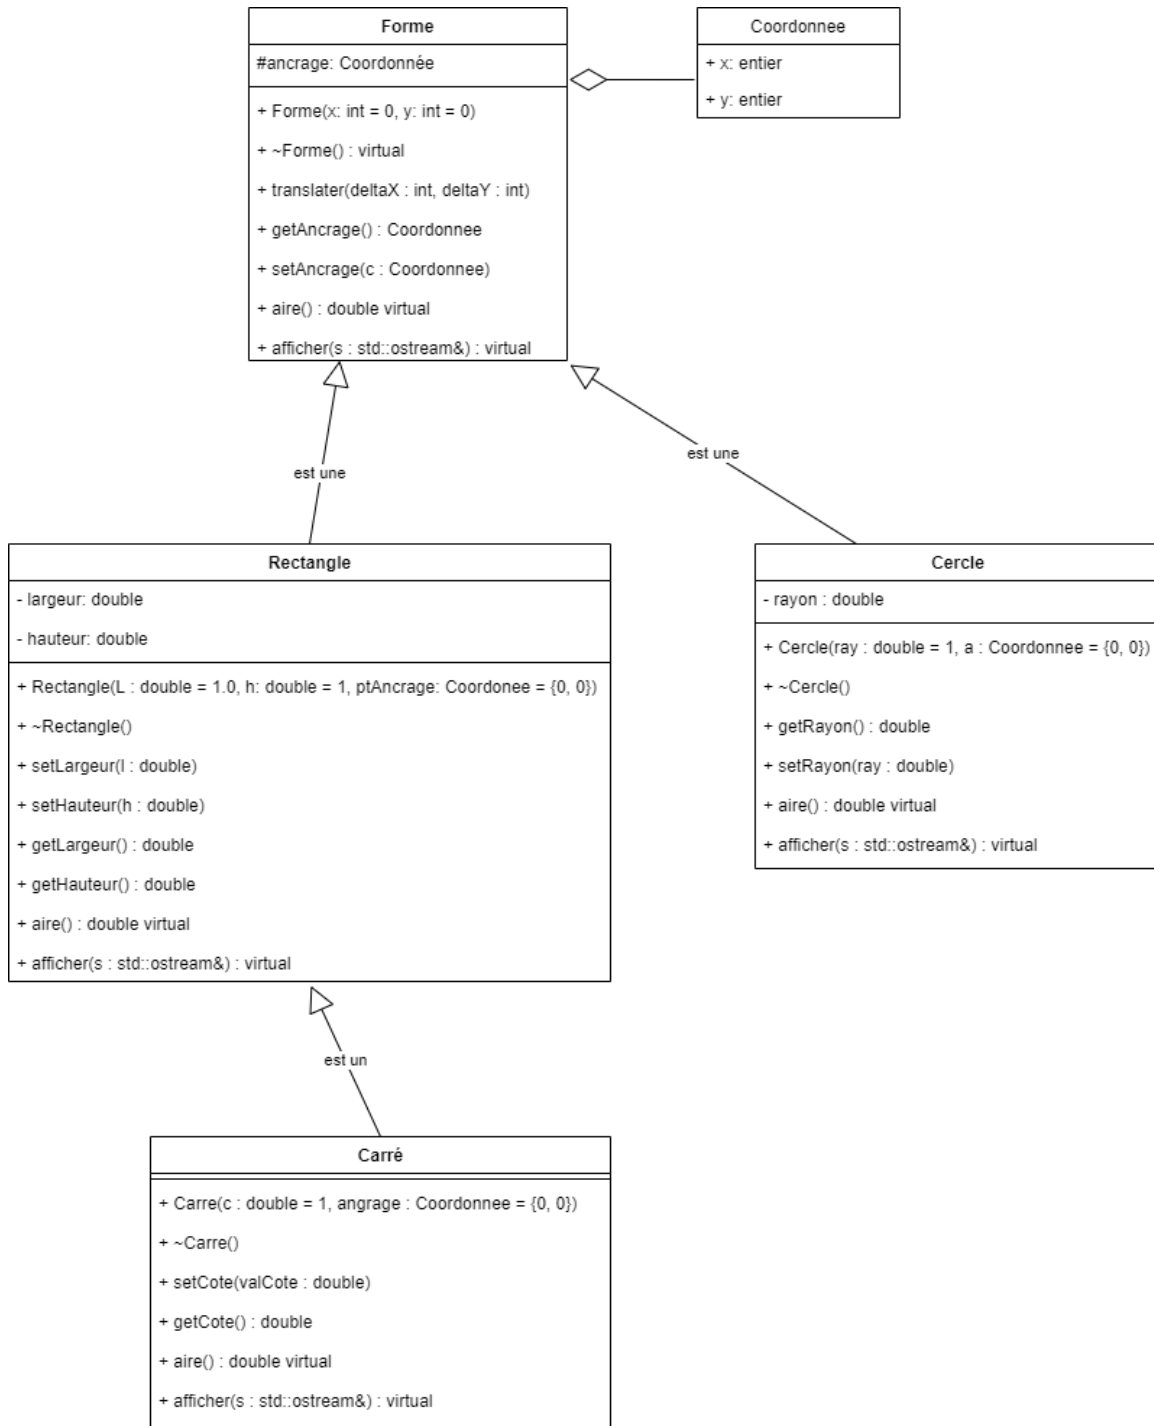 Forme
#ancrage: Coordonnée
+ Forme(x: int = 0, y: int = 0)
+ ~Forme() : virtual
+ translater(deltaX : int, deltaY : int)
+ getAncrage() : Coordonnee
+ setAncrage(c : Coordonnee)
+ aire() : double virtual
+ afficher(s : std::ostream&) : virtual
Coordonnee
+ x: entier
+ y: entier
est une
est une
Rectangle
- largeur: double
- hauteur: double
+ Rectangle(L : double = 1.0, h: double = 1, ptAncrage: Coordonee = {0, 0})
+ ~Rectangle()
+ setLargeur(l : double)
+ setHauteur(h : double)
+ getLargeur() : double
+ getHauteur() : double
+ aire() : double virtual
+ afficher(s : std::ostream&) : virtual
Cercle
- rayon : double
+ Cercle(ray : double = 1, a : Coordonnee = {0, 0})
+ ~Cercle()
+ getRayon() : double
+ setRayon(ray : double)
+ aire() : double virtual
+ afficher(s : std::ostream&) : virtual
est un
Carré
+ Carre(c : double = 1, angrage : Coordonnee = {0, 0})
+ ~Carre()
+ setCote(valCote : double)
+ getCote() : double
+ aire() : double virtual
+ afficher(s : std::ostream&) : virtual